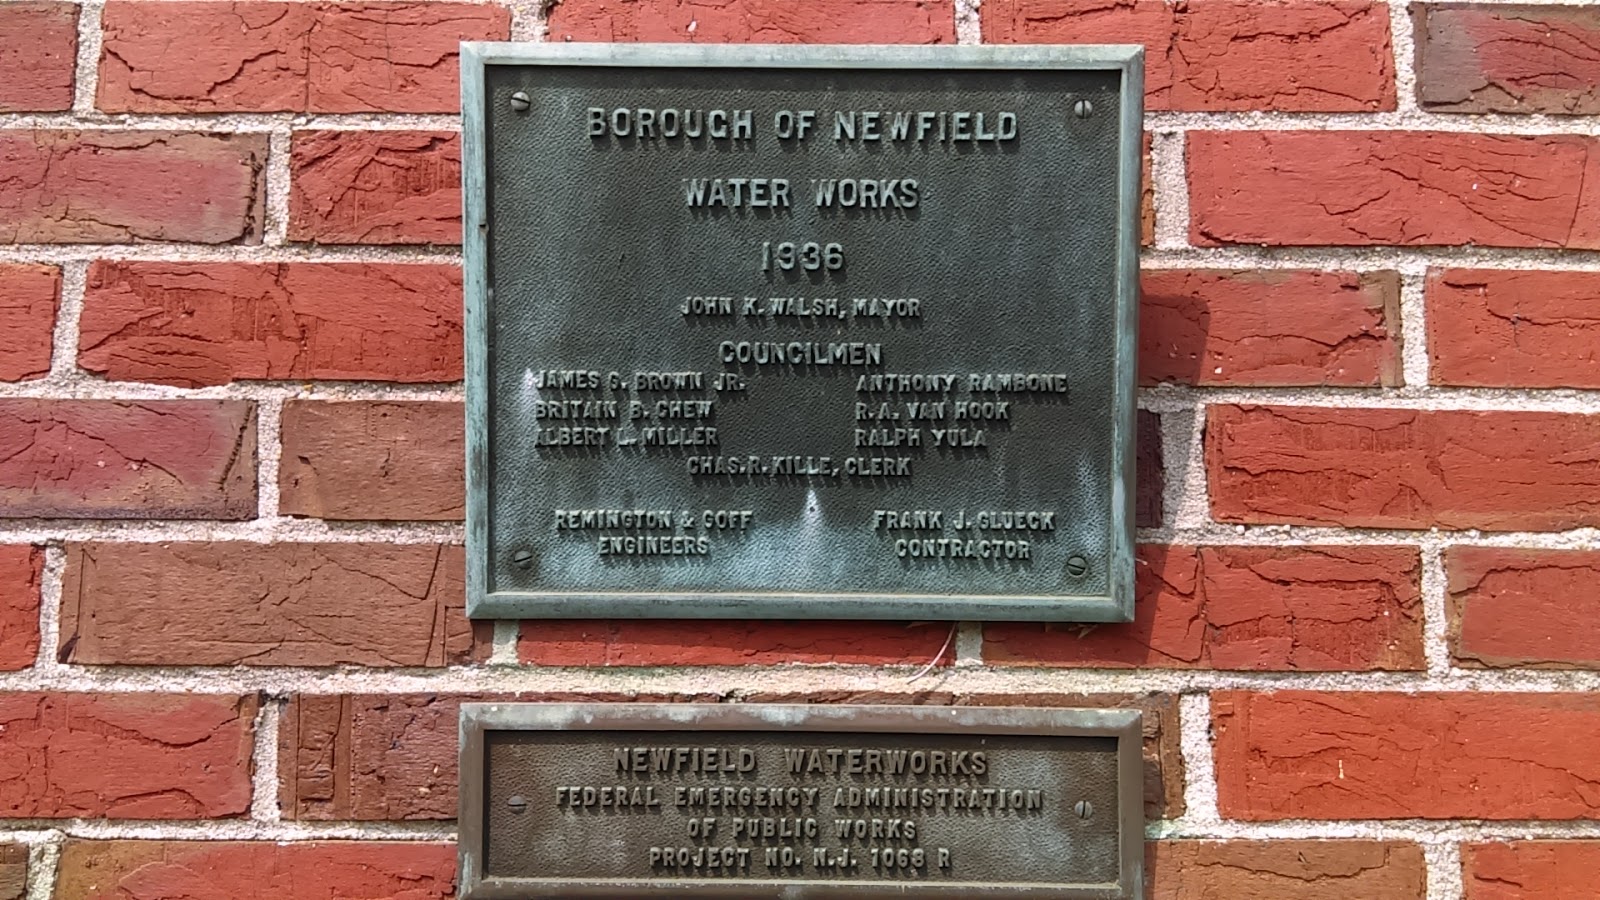 BOROUGH OF NEWFIELD
WATER WORKS
1936
JOHN K. WALSH, MAYOR
COUNCILMEN
JAMES G. BROWN JR. ANTHONY RAMBONE
BRITAIN B. CHEW R.A. VAN HOOK
ALBERT L. MILLER RALPH YULA
CHAS. R. KILLE, CLERK
REMINGTON & GOFF FRANK J. GLUECK
ENGINEERS CONTRACTOR
NEWFIELD WATERWORKS
FEDERAL EMERGENCY ADMINISTRATION
OF PUBLIC WORKS
PROJECT NO. N.J. 1068 R